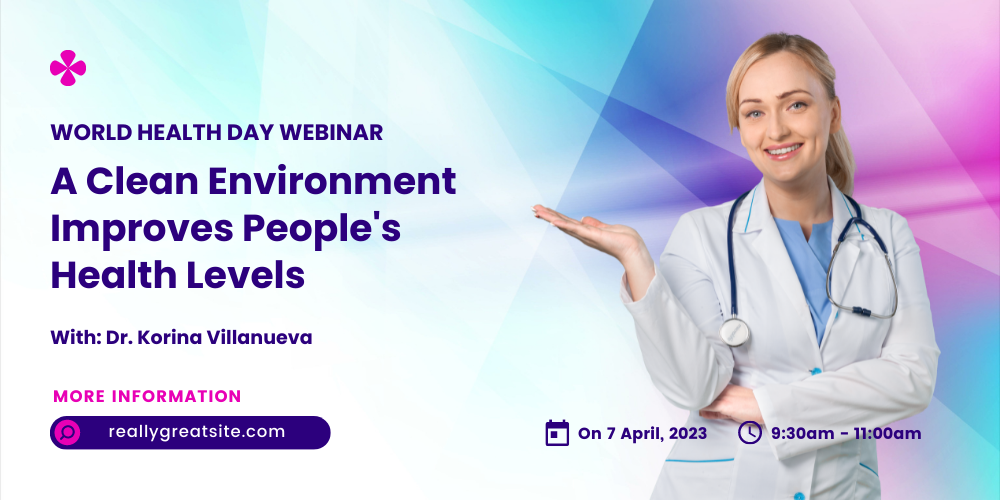 WORLD HEALTH DAY WEBINAR
A Clean Environment
Improves People's
Health Levels
With: Dr. Korina Villanueva
MORE INFORMATION
reallygreatsite.com
On 7 April, 2023
9:30am - 11:00am